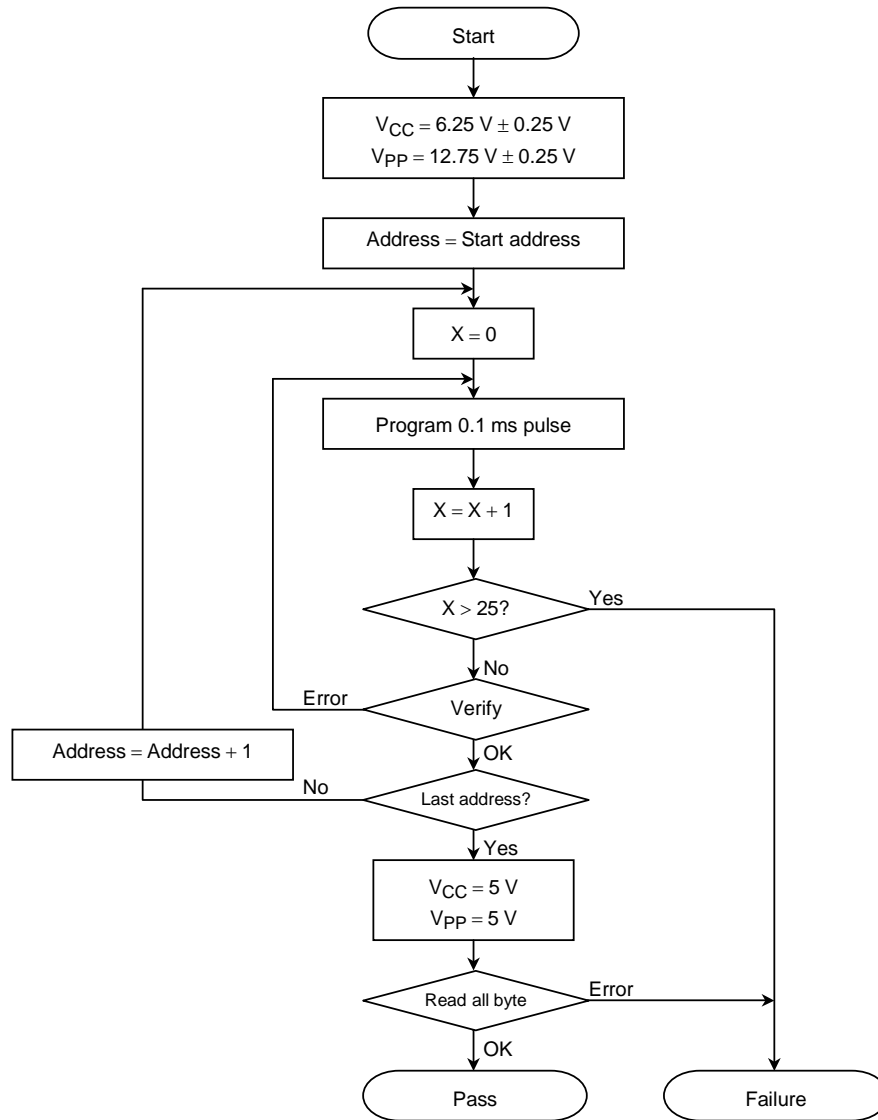 Start
VCC = 6.25 V ± 0.25 V
VPP = 12.75 V ± 0.25 V
Address = Start address
X = 0
Program 0.1 ms pulse
X = X + 1
X > 25?
Yes
No
Error
Verify
OK
Address = Address + 1
No
Last address?
Yes
VCC = 5 V
VPP = 5 V
Read all byte
Error
OK
Pass
Failure